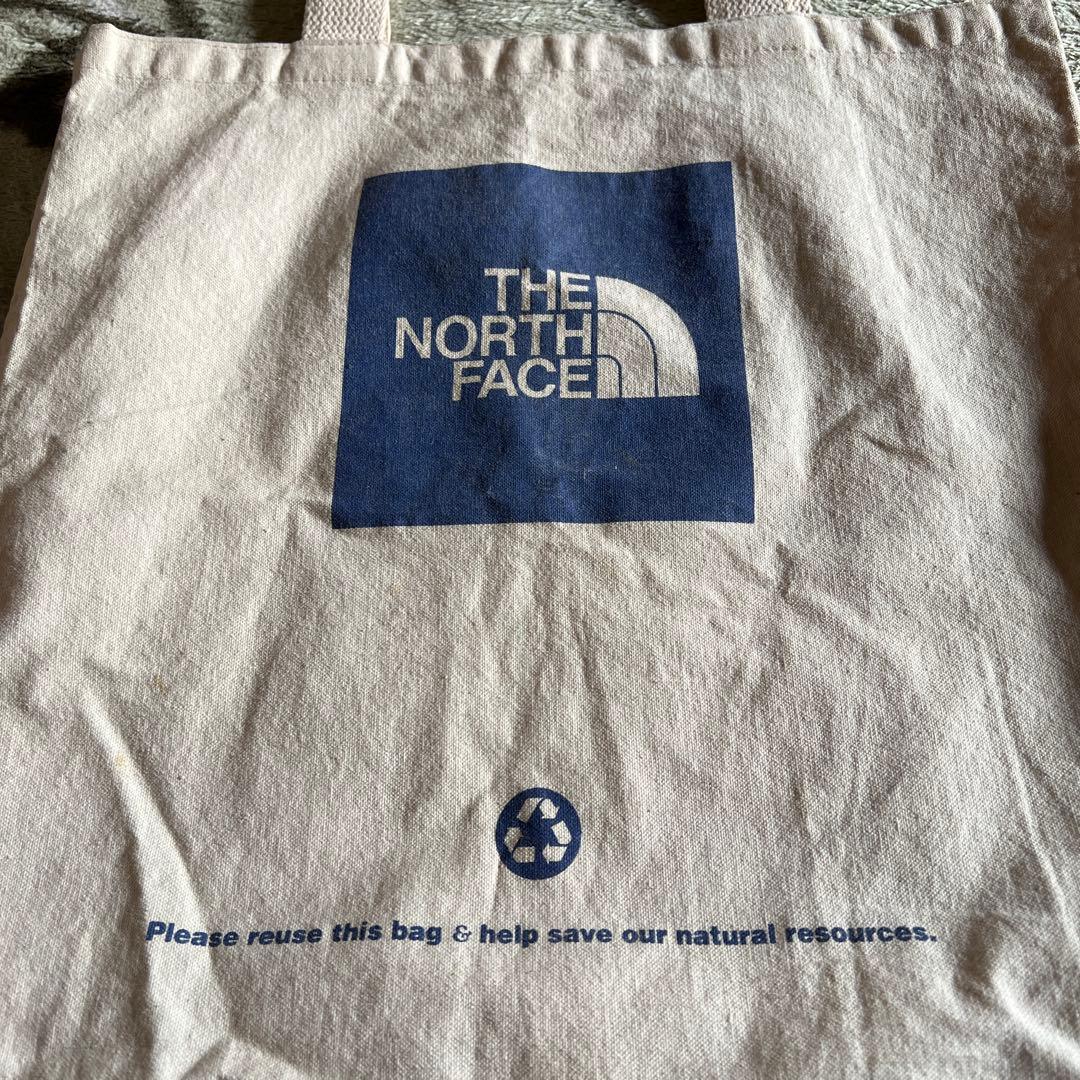 THE
NORTH
FACE
Please reuse this bag & help save our natural resources.